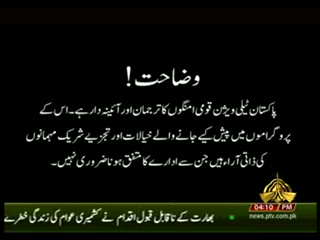 وضاحت!
پاکستان ٹیلی ویژن قومی امنگوں کا ترجمان اور آئینہ دار ہے۔ اس کے
پروگراموں میں پیش کیے جانے والے خیالات اور تجزیے شریک مہمانوں
کی ذاتی آراء ہیں جن سے ادارے کا متفق ہونا ضروری نہیں۔
04:10 PM
news.ptv.com.pk
بھارت کے ناقابل قبول اقدام نے کشمیری عوام کی زندگی خطرے